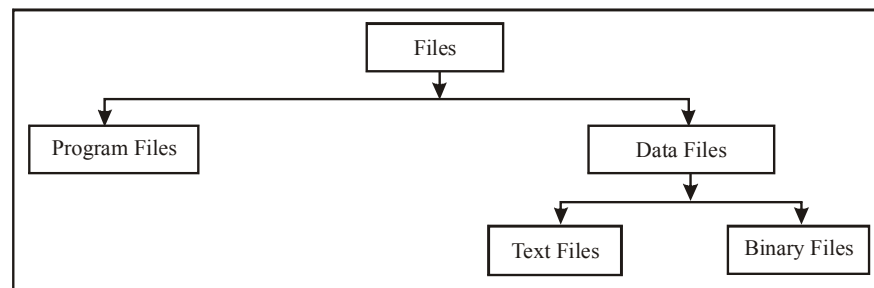 Files
Program Files
Data Files
Text Files
Binary Files